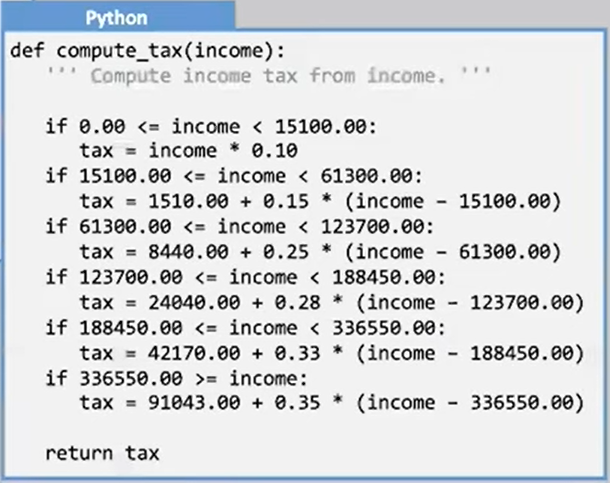 Python
def compute_tax(income):
    ''' Compute income tax from income. '''

    if 0.00 <= income < 15100.00:
        tax = income * 0.10
    if 15100.00 <= income < 61300.00:
        tax = 1510.00 + 0.15 * (income - 15100.00)
    if 61300.00 <= income < 123700.00:
        tax = 8440.00 + 0.25 * (income - 61300.00)
    if 123700.00 <= income < 188450.00:
        tax = 24040.00 + 0.28 * (income - 123700.00)
    if 188450.00 <= income < 336550.00:
        tax = 42170.00 + 0.33 * (income - 188450.00)
    if 336550.00 >= income:
        tax = 91043.00 + 0.35 * (income - 336550.00)

    return tax